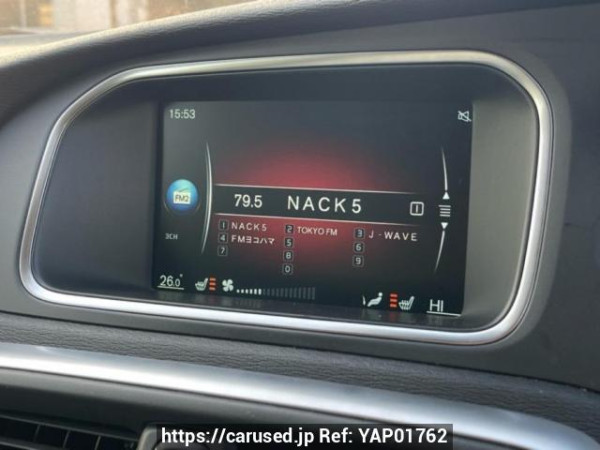 15:53
FM2
79.5 NACK5 1
1 NACK5 2 TOKYO FM 3 J-WAVE
4 FMヨコハマ 5 6
7 8 9
0
3CH
26.0° HI
https://carused.jp Ref: YAP01762